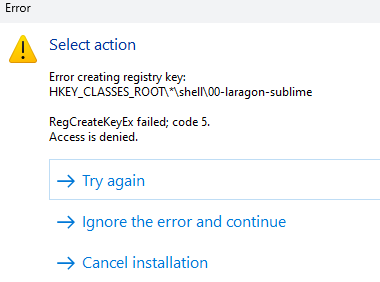 Error
Select action
Error creating registry key:
HKEY_CLASSES_ROOT\*\shell\00-laragon-sublime
RegCreateKeyEx failed; code 5.
Access is denied.
Try again
Ignore the error and continue
Cancel installation